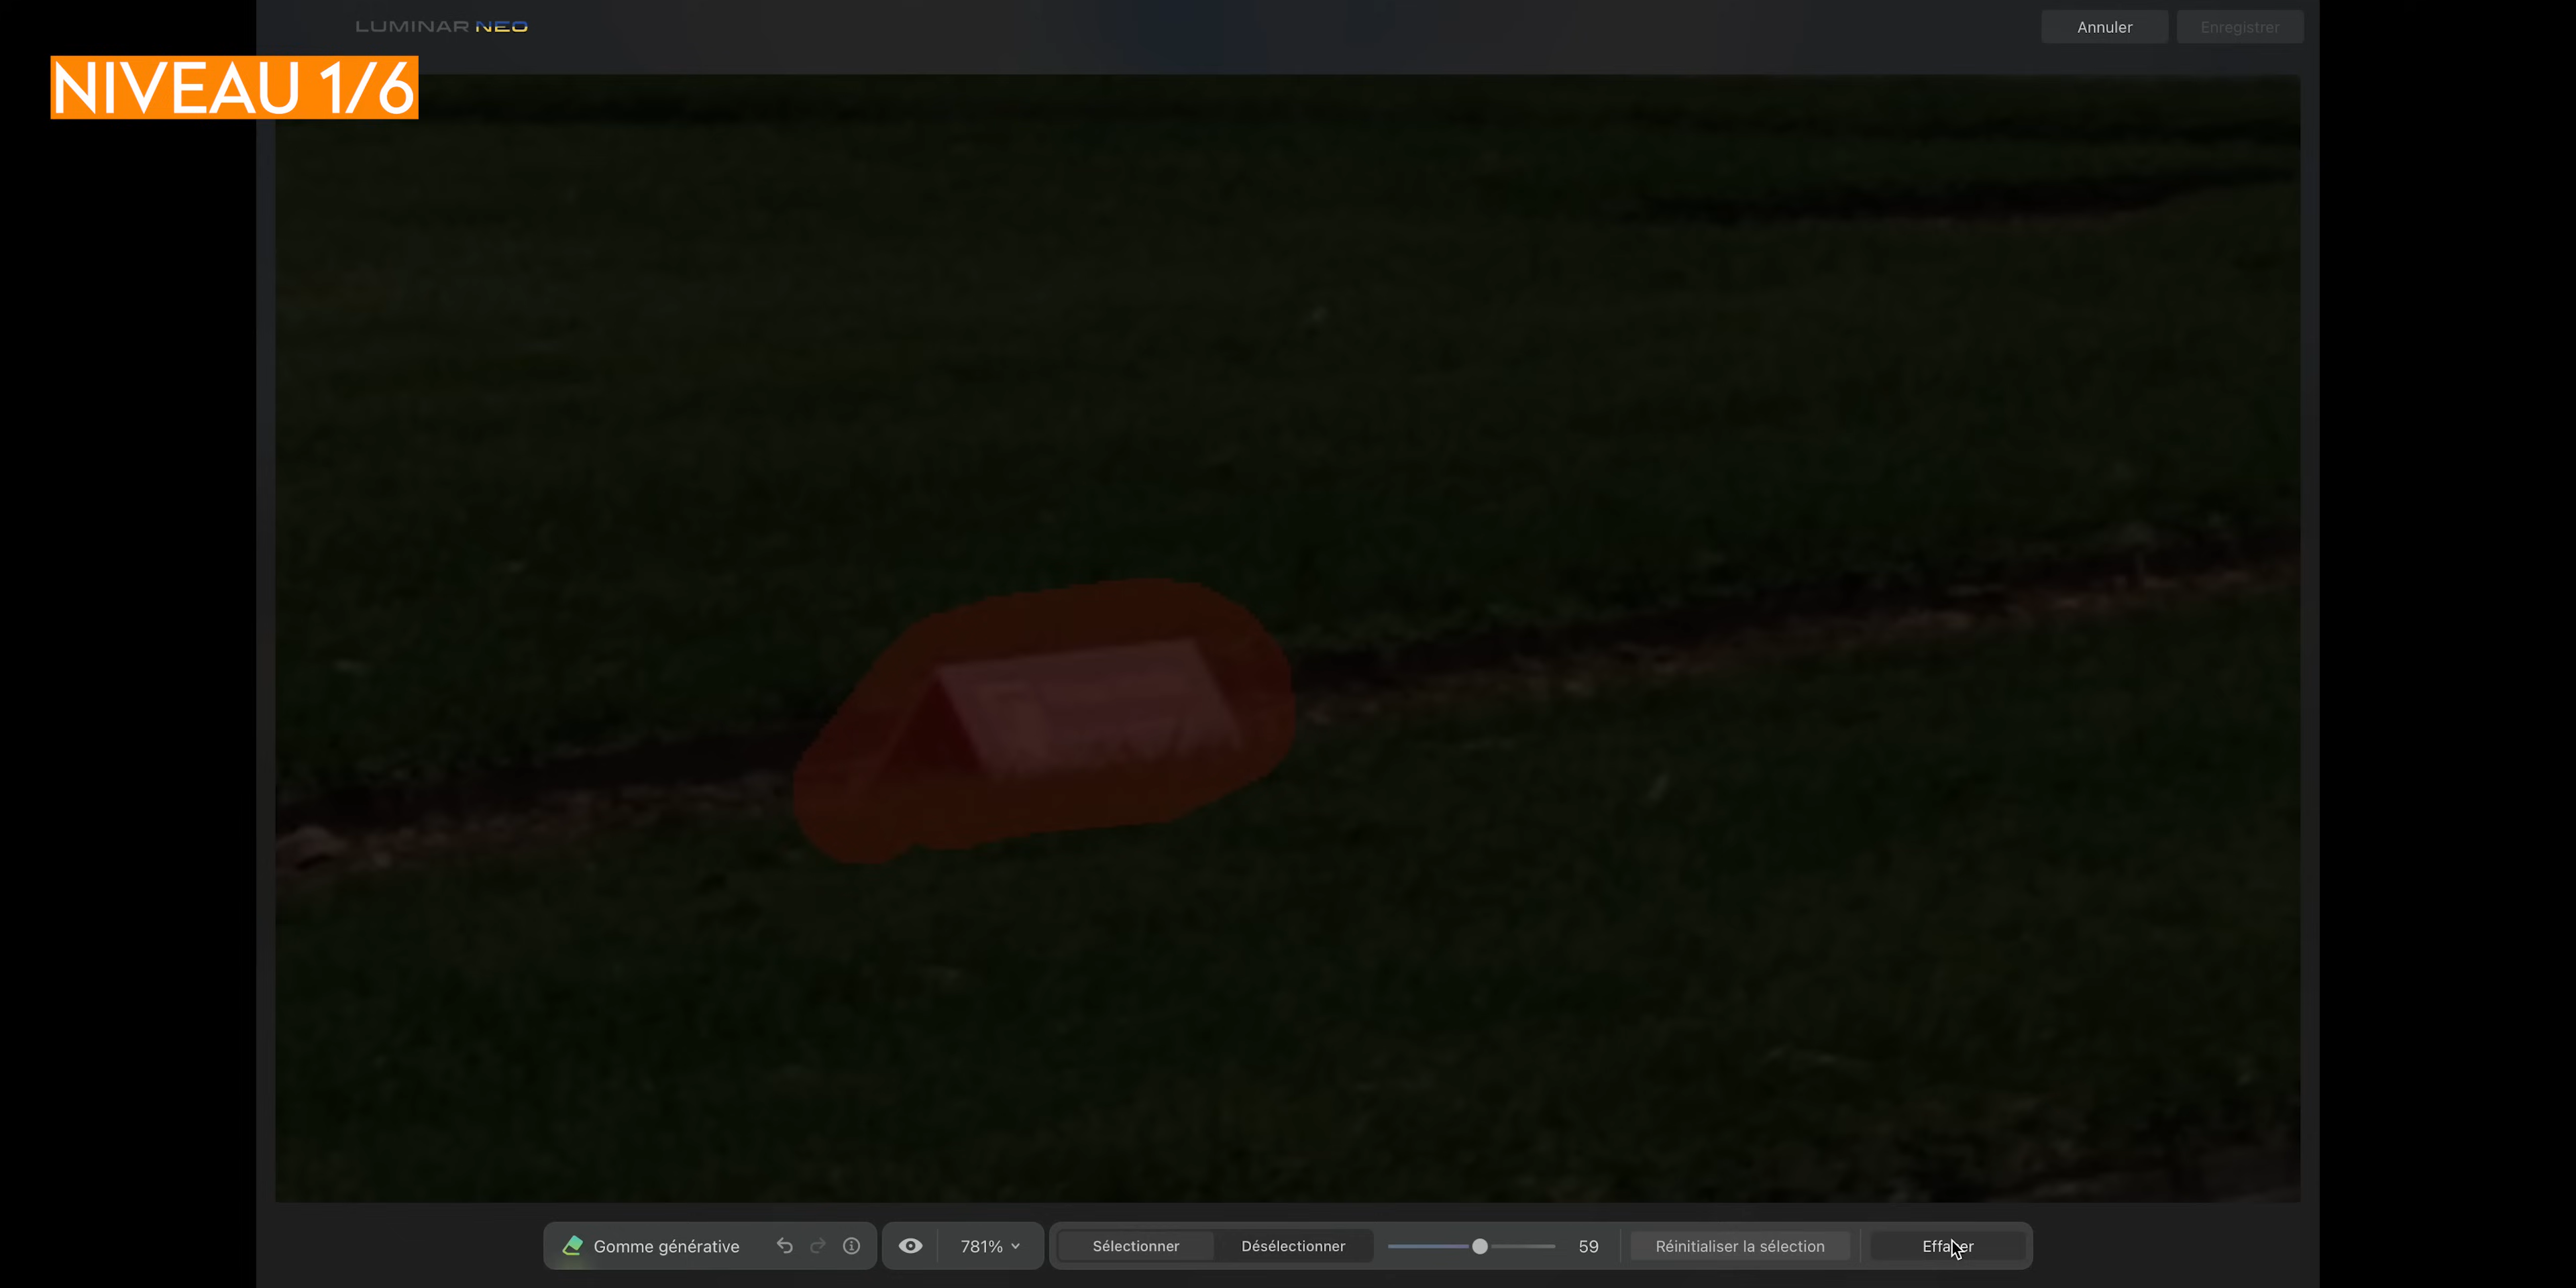 LUMINAR NEO
Annuler
Enregistrer
NIVEAU 1/6
Gomme générative
781%
Sélectionner
Désélectionner
59
Réinitialiser la sélection
Effacer